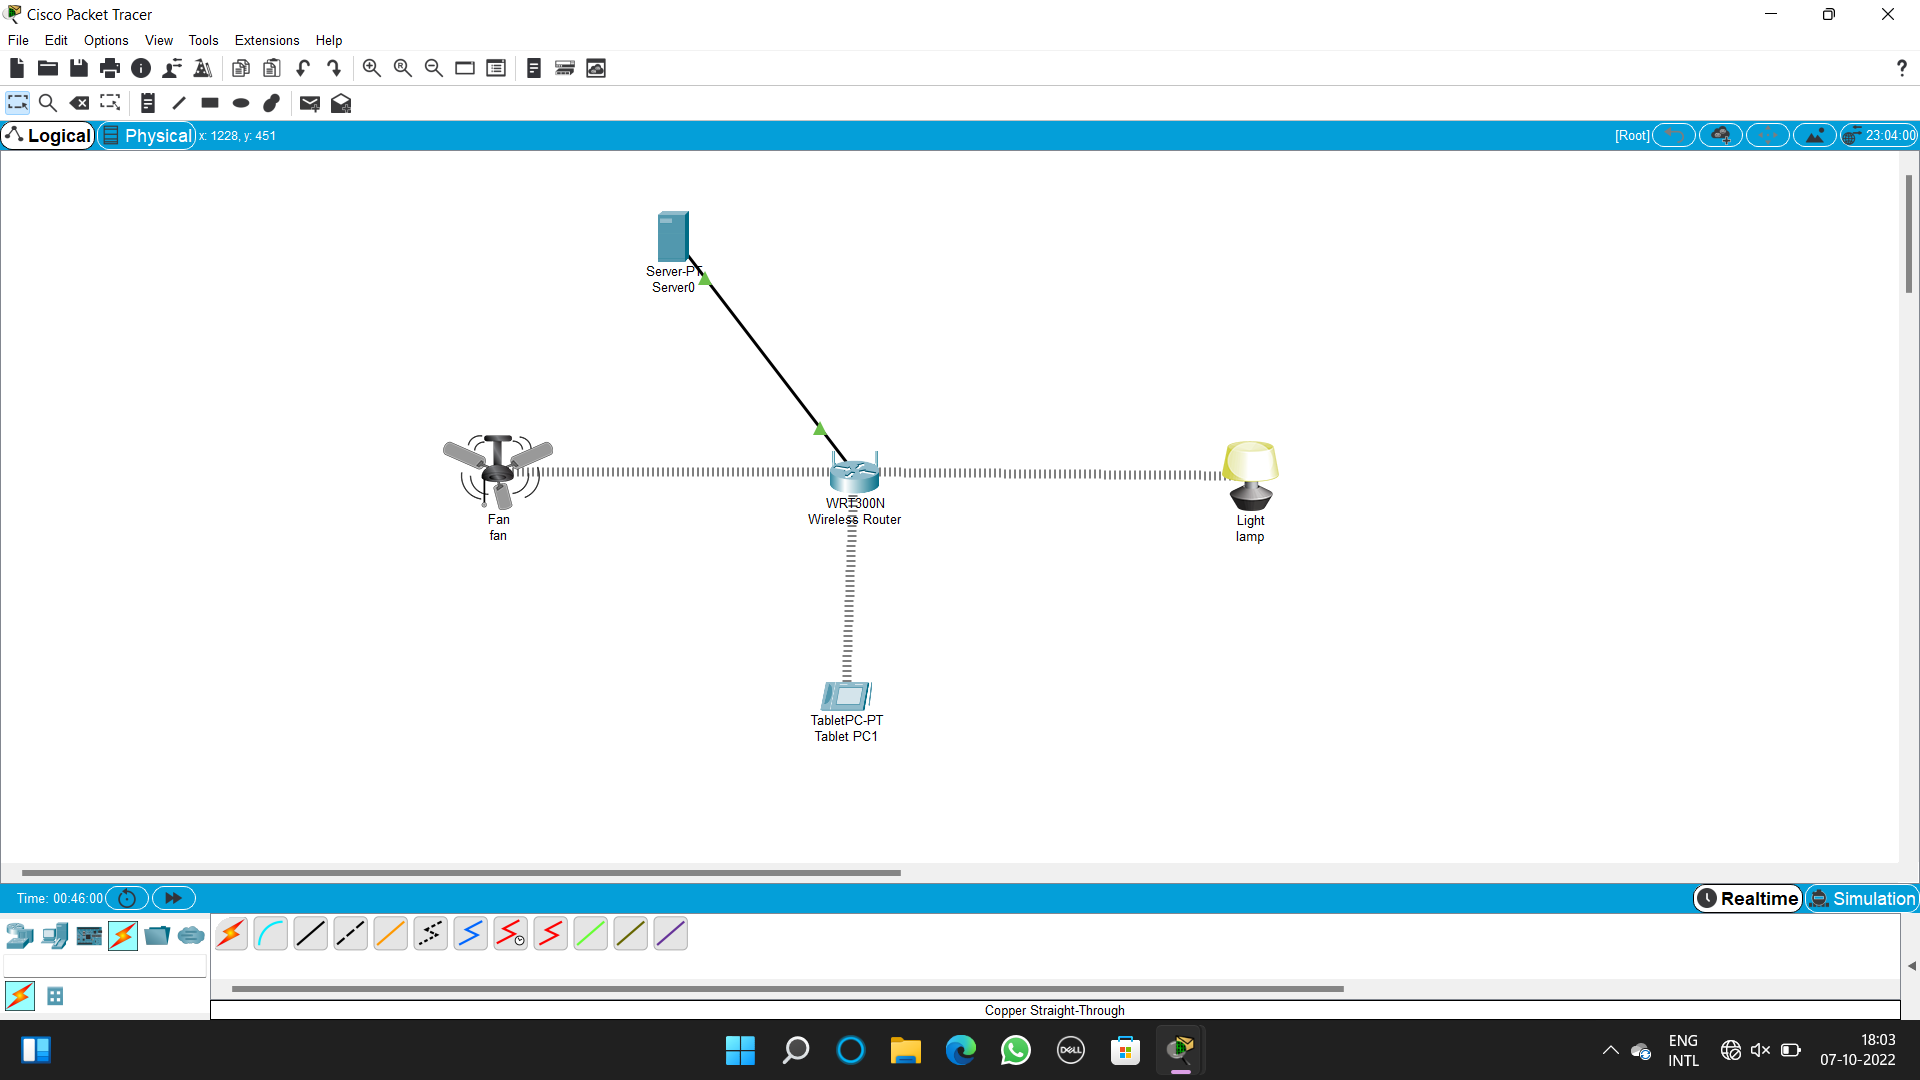 Cisco Packet Tracer
File Edit Options View Tools Extensions Help
?
Logical Physical x: 1228, y: 451 [Root] 23:04:00
Server-PT
Server0
Fan
fan
WRT300N
Wireless Router
Light
lamp
TabletPC-PT
Tablet PC1
Time: 00:46:00 Realtime Simulation
Copper Straight-Through
DELL
ENG
INTL
18:03
07-10-2022